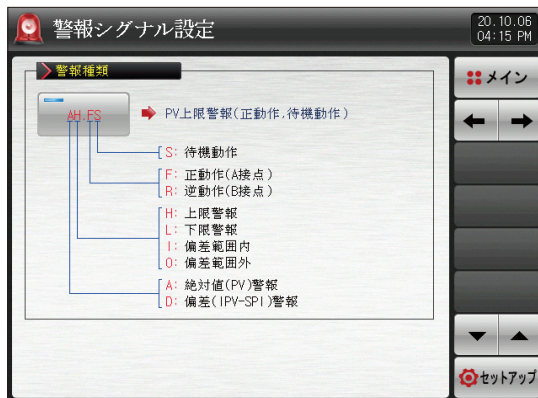 警報シグナル設定
20.10.06
04:15 PM
警報種類
AH.FS
PV上限警報(正動作,待機動作)
S: 待機動作
F: 正動作(A接点)
R: 逆動作(B接点)
H: 上限警報
L: 下限警報
I: 偏差範囲内
O: 偏差範囲外
A: 絶対値(PV)警報
D: 偏差(IPV-SPI)警報
メイン
セットアップ